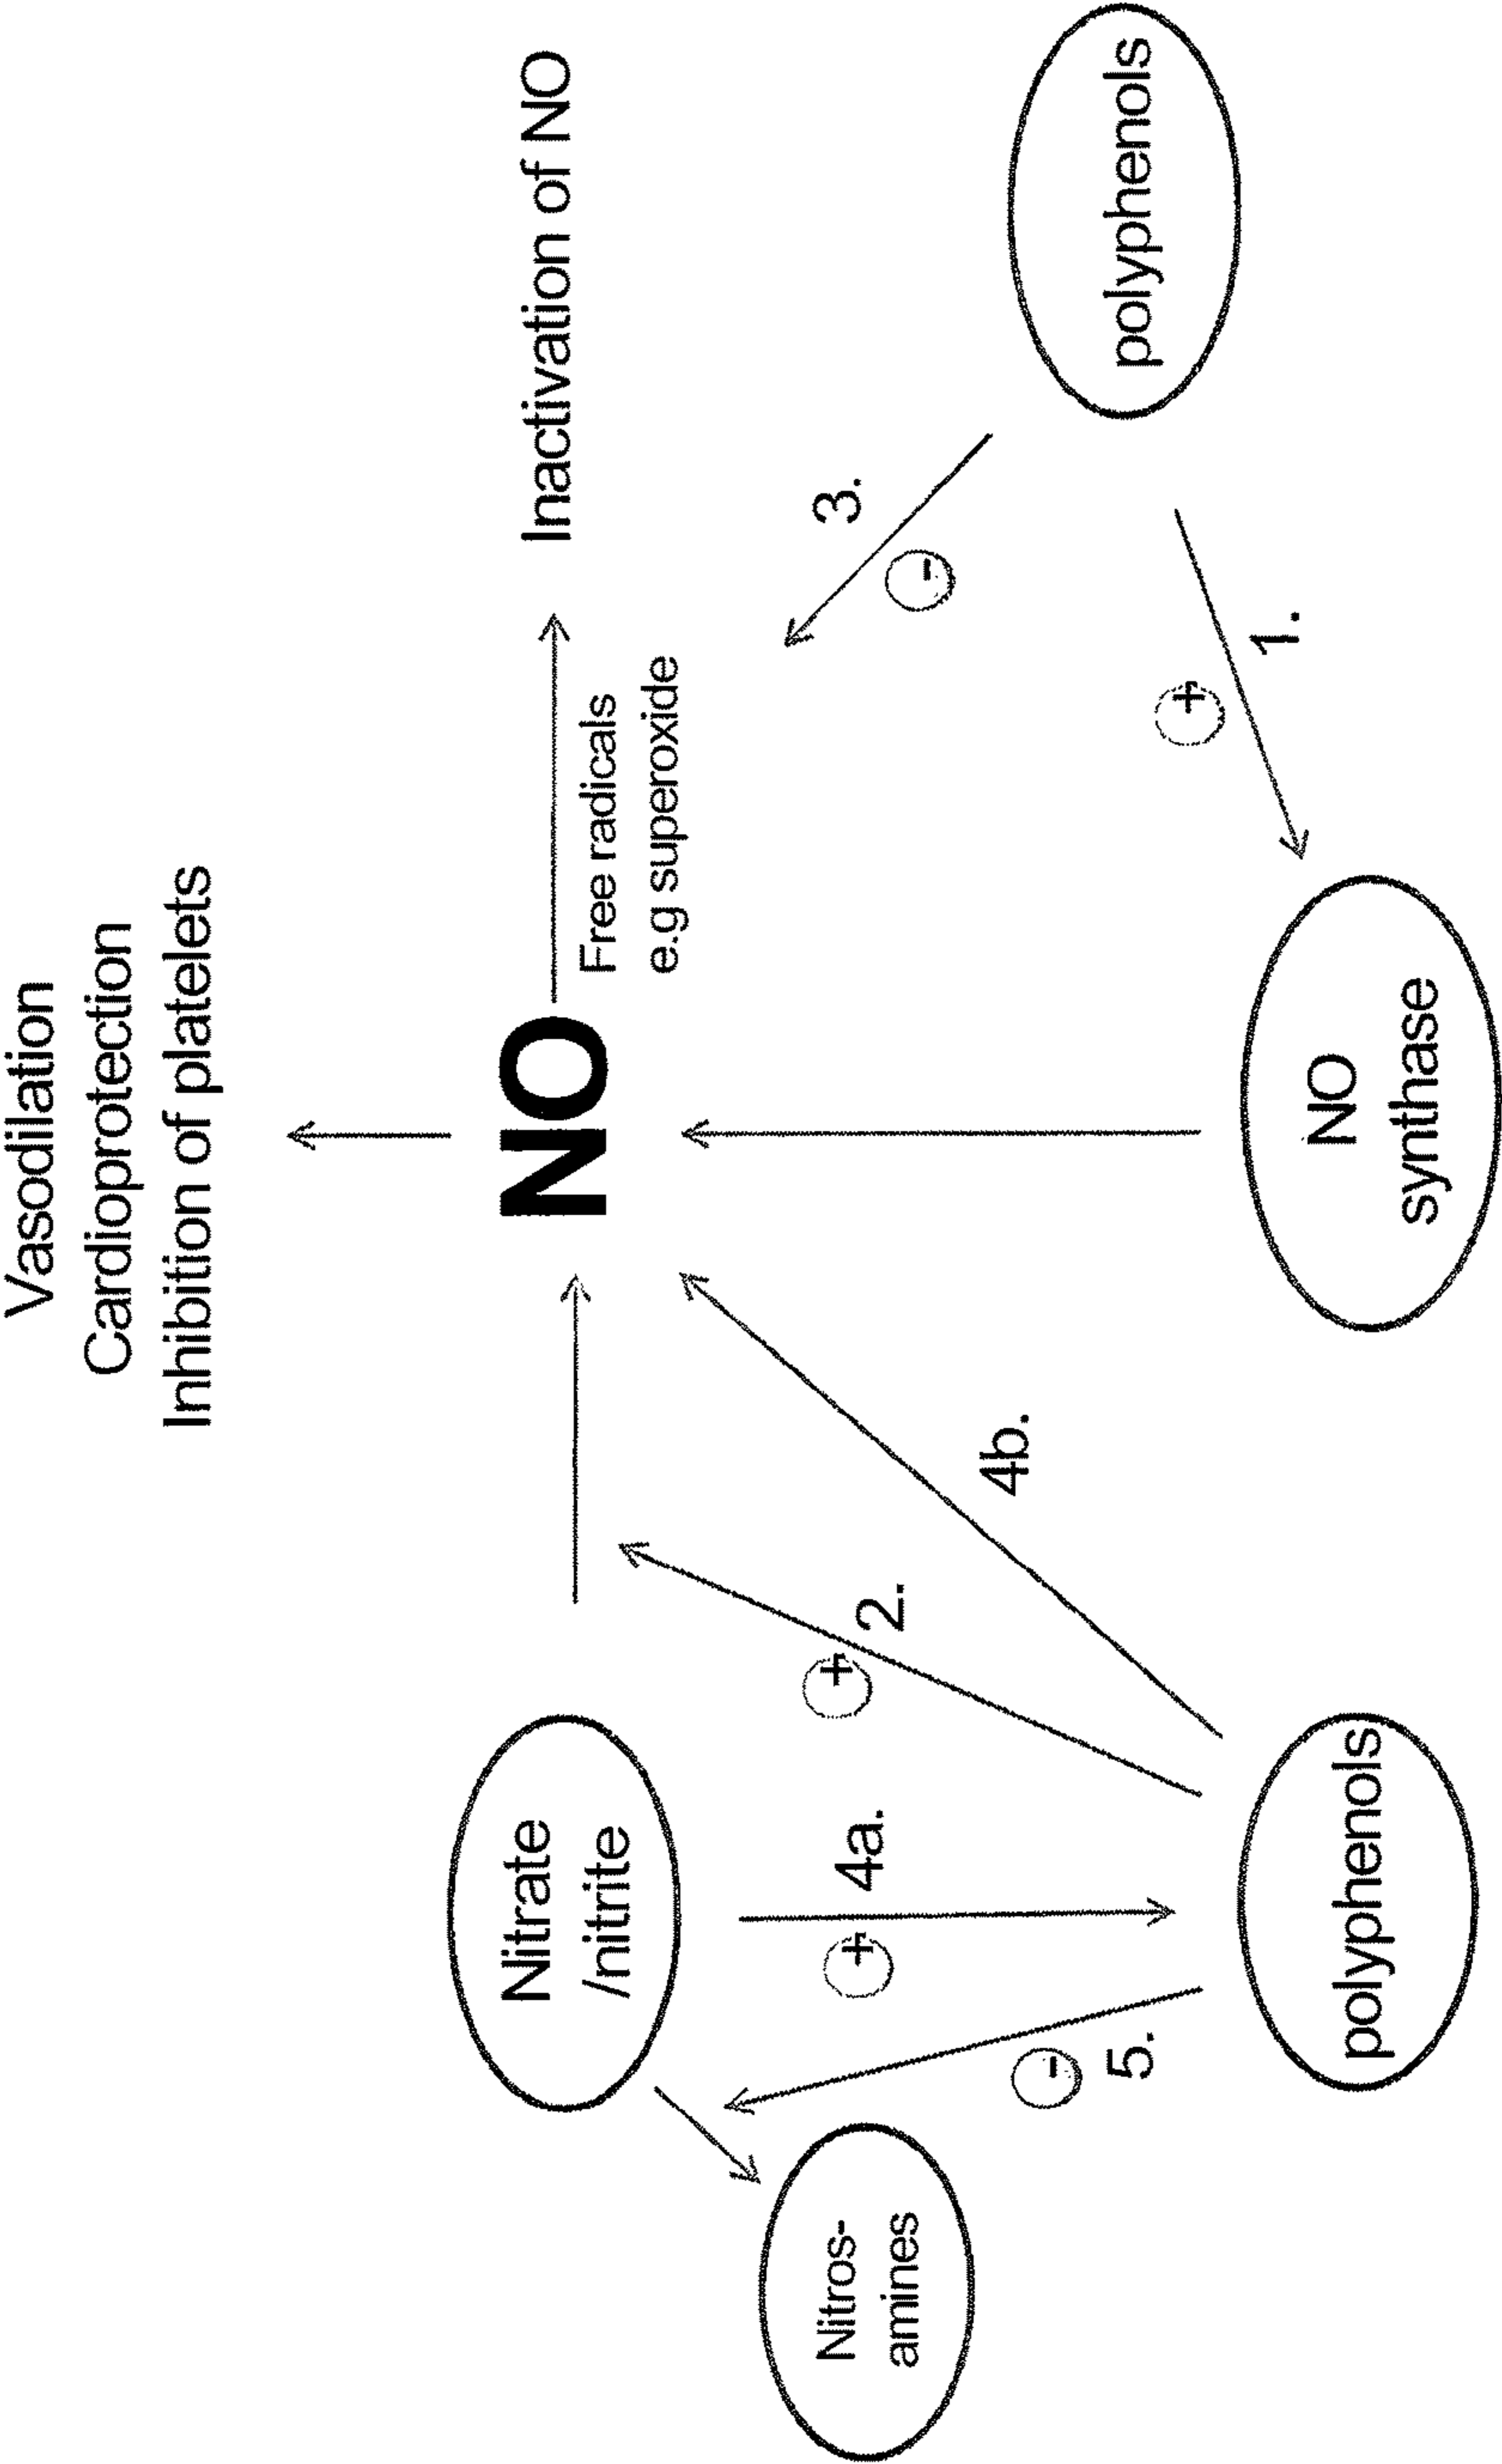 Vasodilation
Cardioprotection
Inhibition of platelets
Nitrate
/nitrite
NO
Inactivation of NO
Free radicals
e.g superoxide
Nitros-
amines
+
4a.
+
2.
-
3.
-
5.
4b.
+
1.
polyphenols
polyphenols
NO
synthase